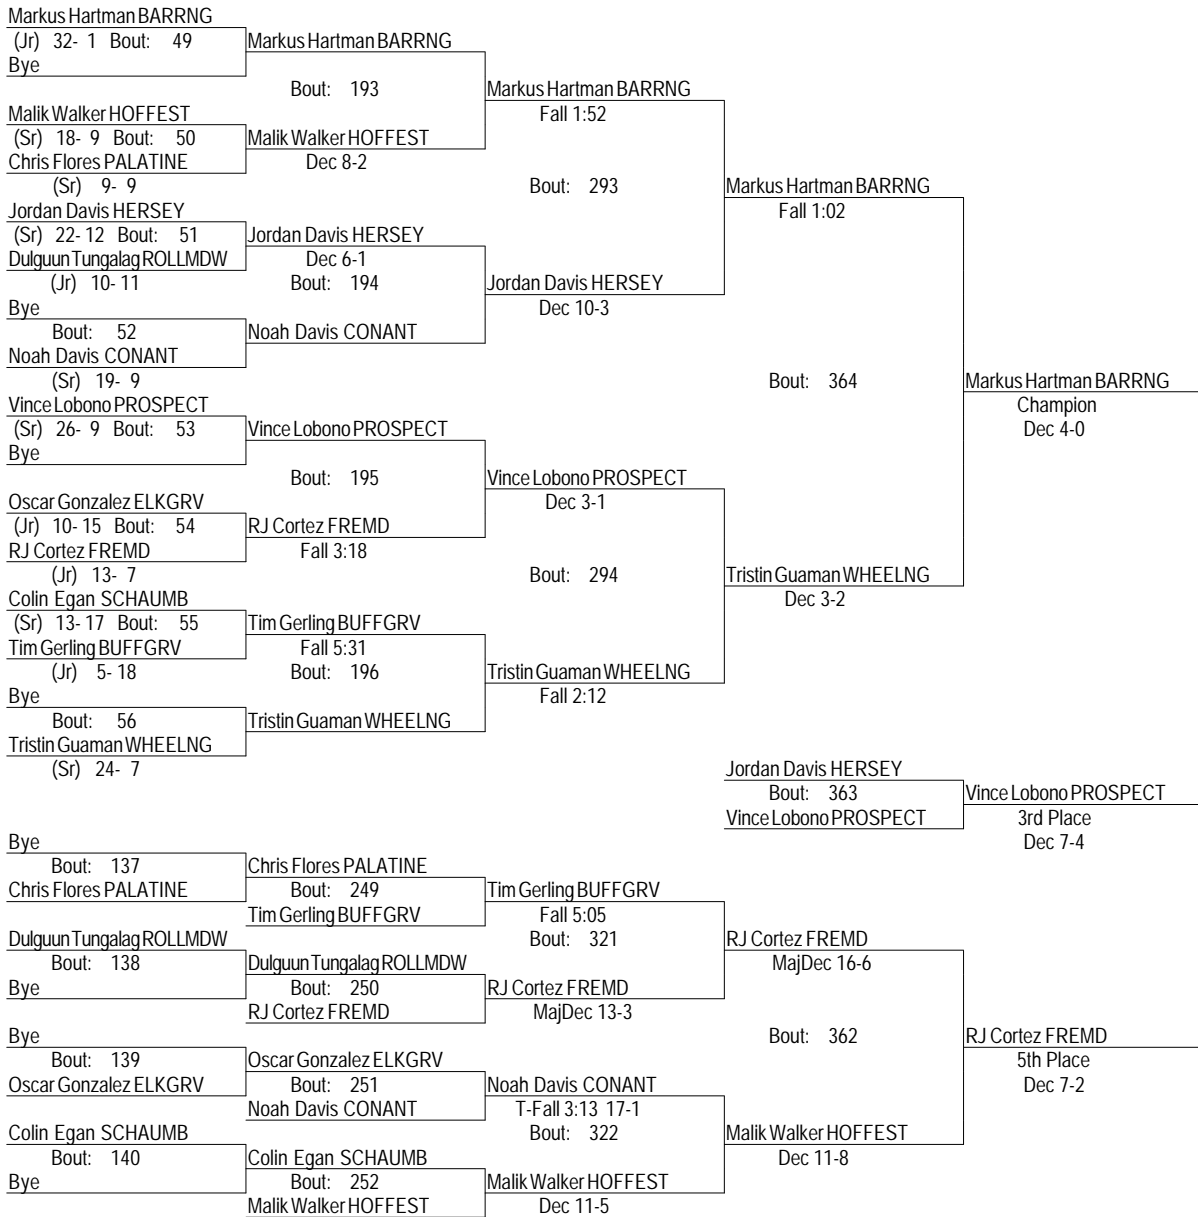 Markus Hartman BARRNG
(Jr) 32- 1 Bout: 49
Bye
Markus Hartman BARRNG
Bout: 193
Malik Walker HOFFEST
(Sr) 18- 9 Bout: 50
Chris Flores PALATINE
(Sr) 9- 9
Malik Walker HOFFEST
Dec 8-2
Markus Hartman BARRNG
Fall 1:52
Bout: 293
Jordan Davis HERSEY
(Sr) 22- 12 Bout: 51
Dulguun Tungalag ROLLMDW
(Jr) 10- 11
Jordan Davis HERSEY
Dec 6-1
Bout: 194
Bye
Bout: 52
Noah Davis CONANT
(Sr) 19- 9
Noah Davis CONANT
Jordan Davis HERSEY
Dec 10-3
Markus Hartman BARRNG
Fall 1:02
Bout: 364
Markus Hartman BARRNG
Champion
Dec 4-0
Vince Lobono PROSPECT
(Sr) 26- 9 Bout: 53
Bye
Vince Lobono PROSPECT
Bout: 195
Oscar Gonzalez ELKGRV
(Jr) 10- 15 Bout: 54
RJ Cortez FREMD
(Jr) 13- 7
RJ Cortez FREMD
Fall 3:18
Vince Lobono PROSPECT
Dec 3-1
Bout: 294
Colin Egan SCHAUMB
(Sr) 13- 17 Bout: 55
Tim Gerling BUFFGRV
(Jr) 5- 18
Tim Gerling BUFFGRV
Fall 5:31
Bout: 196
Bye
Bout: 56
Tristin Guaman WHEELNG
(Sr) 24- 7
Tristin Guaman WHEELNG
Tristin Guaman WHEELNG
Fall 2:12
Tristin Guaman WHEELNG
Dec 3-2
Jordan Davis HERSEY
Bout: 363
Vince Lobono PROSPECT
Vince Lobono PROSPECT
3rd Place
Dec 7-4
Bye
Bout: 137
Chris Flores PALATINE
Chris Flores PALATINE
Bout: 249
Tim Gerling BUFFGRV
Tim Gerling BUFFGRV
Fall 5:05
Bout: 321
Dulguun Tungalag ROLLMDW
Bout: 138
Bye
Dulguun Tungalag ROLLMDW
Bout: 250
RJ Cortez FREMD
RJ Cortez FREMD
MajDec 13-3
RJ Cortez FREMD
MajDec 16-6
Bout: 362
RJ Cortez FREMD
5th Place
Dec 7-2
Bye
Bout: 139
Oscar Gonzalez ELKGRV
Oscar Gonzalez ELKGRV
Bout: 251
Noah Davis CONANT
Noah Davis CONANT
T-Fall 3:13 17-1
Bout: 322
Colin Egan SCHAUMB
Bout: 140
Bye
Colin Egan SCHAUMB
Bout: 252
Malik Walker HOFFEST
Malik Walker HOFFEST
Dec 11-5
Malik Walker HOFFEST
Dec 11-8